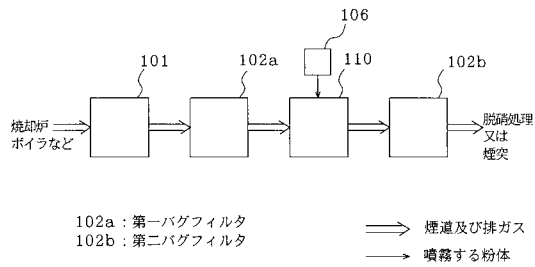 106
101
102a
110
102b
焼却炉
ボイラなど
脱硝処理
又は
煙突
102a：第一バグフィルタ
102b：第二バグフィルタ
煙道及び排ガス
噴霧する粉体